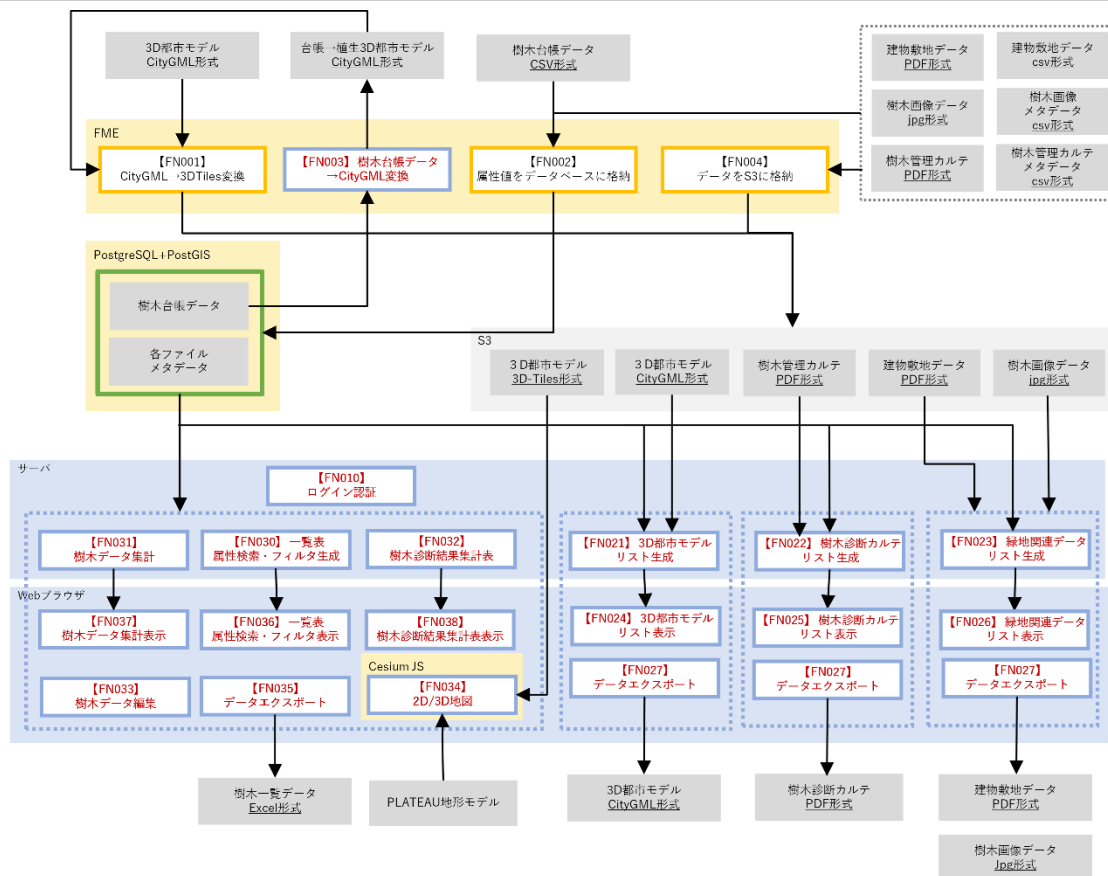 3D都市モデル
CityGML形式
台帳→植生3D都市モデル
CityGML形式
樹木台帳データ
CSV形式
建物敷地データ
PDF形式
建物敷地データ
csv形式
樹木画像データ
jpg形式
樹木画像
メタデータ
csv形式
樹木管理カルテ
PDF形式
樹木管理カルテ
メタデータ
csv形式
FME
【FN001】
CityGML→3DTiles変換
【FN003】樹木台帳データ
→CityGML変換
【FN002】
属性値をデータベースに格納
【FN004】
データをS3に格納
PostgreSQL+PostGIS
樹木台帳データ
各ファイル
メタデータ
S3
3D都市モデル
3D-Tiles形式
3D都市モデル
CityGML形式
樹木管理カルテ
PDF形式
建物敷地データ
PDF形式
樹木画像データ
jpg形式
サーバ
【FN010】
ログイン認証
【FN031】
樹木データ集計
【FN030】一覧表
属性検索・フィルタ生成
【FN032】
樹木診断結果集計表
【FN021】3D都市モデル
リスト生成
【FN022】樹木診断カルテ
リスト生成
【FN023】緑地関連データ
リスト生成
Webブラウザ
【FN037】
樹木データ集計表示
【FN036】一覧表
属性検索・フィルタ表示
【FN038】
樹木診断結果集計表表示
【FN024】3D都市モデル
リスト表示
【FN025】樹木診断カルテ
リスト表示
【FN026】緑地関連データ
リスト表示
Cesium JS
【FN033】
樹木データ編集
【FN035】
データエクスポート
【FN034】
2D/3D地図
【FN027】
データエクスポート
【FN027】
データエクスポート
【FN027】
データエクスポート
樹木一覧データ
Excel形式
PLATEAU地形モデル
3D都市モデル
CityGML形式
樹木診断カルテ
PDF形式
建物敷地データ
PDF形式
樹木画像データ
Jpg形式